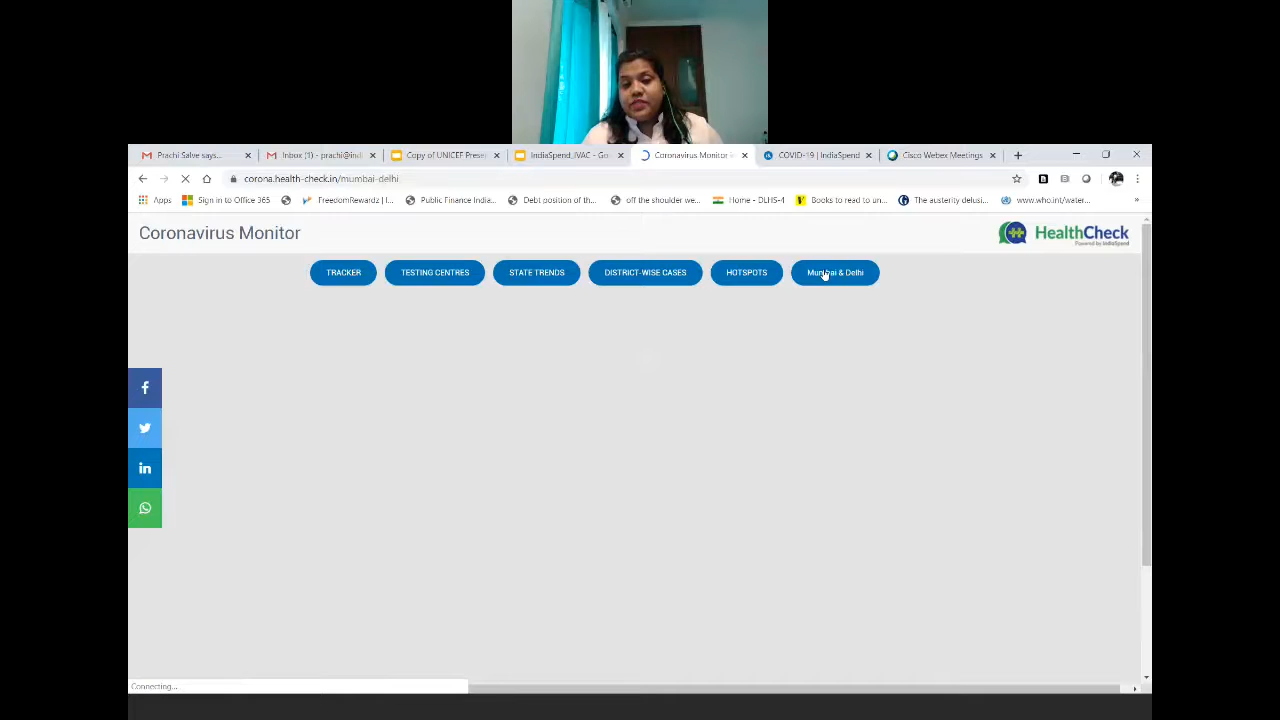 Prachi Salve says...
Inbox (1) - prachi@ind
Copy of UNICEF Prese
IndiaSpend_IVAC - Go
Coronavirus Monitor
COVID-19 | IndiaSpend
Cisco Webex Meetings
corona.health-check.in/mumbai-delhi
Apps
Sign in to Office 365
FreedomRewardz | I...
Public Finance India...
Debt position of th...
off the shoulder we...
Home - DLHS-4
Books to read to un...
The austerity delusi...
www.who.int/water...
»
Coronavirus Monitor
HealthCheck
Powered by IndiaSpend
TRACKER
TESTING CENTRES
STATE TRENDS
DISTRICT-WISE CASES
HOTSPOTS
Mumbai & Delhi
Connecting...